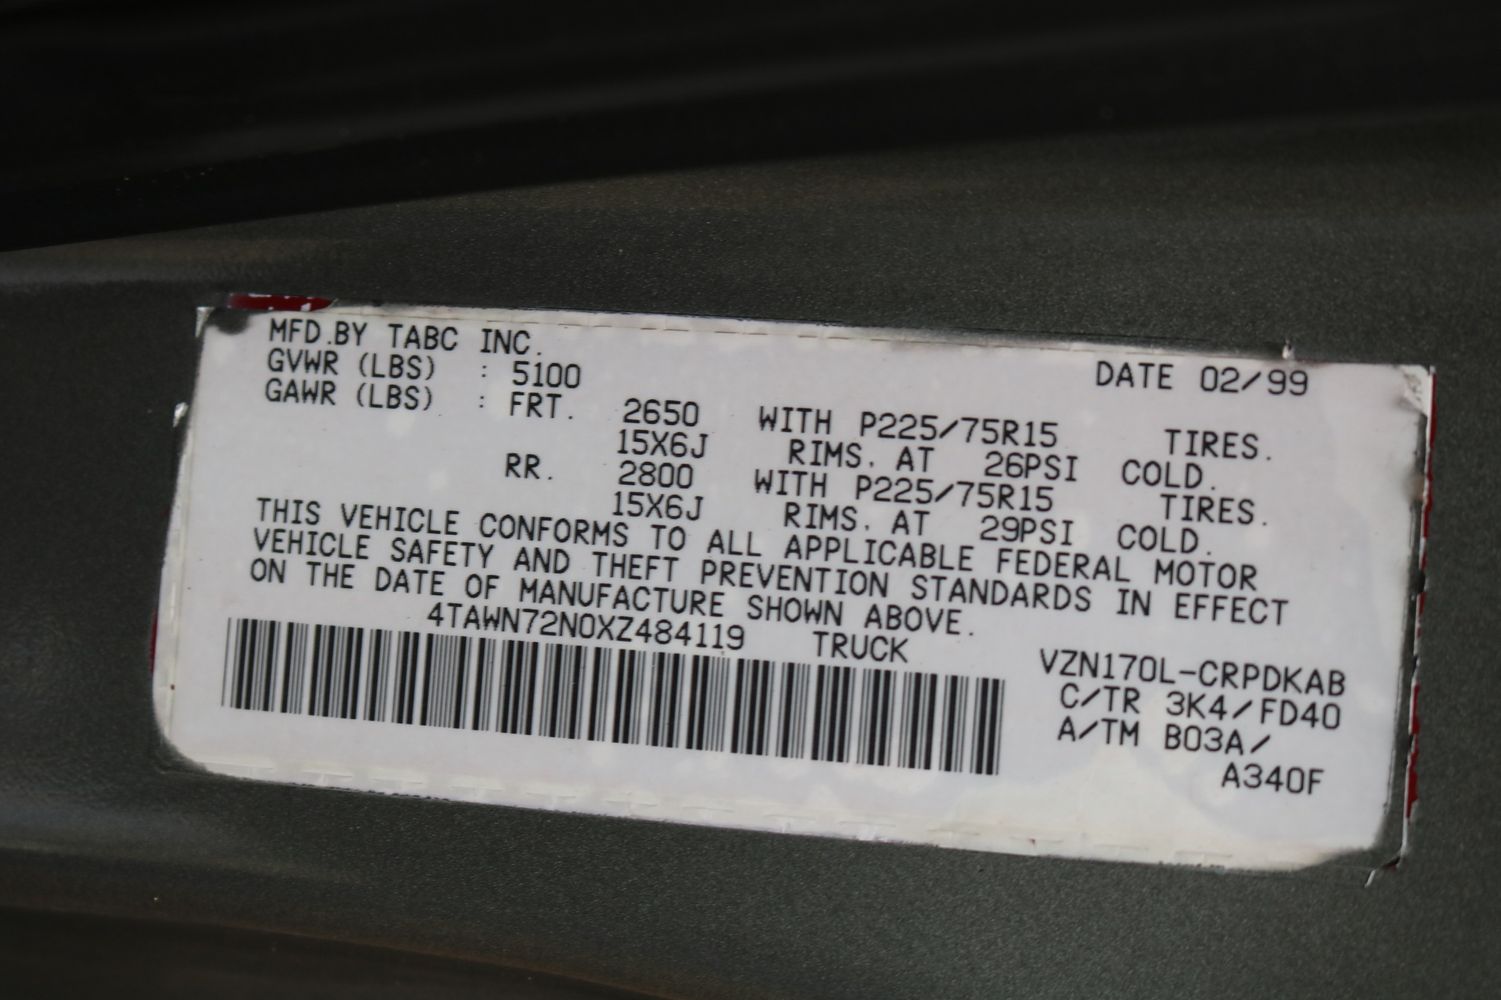 MFD.BY TABC INC.
DATE 02/99
GVWR (LBS) : 5100
GAWR (LBS) : FRT. 2650 WITH P225/75R15 TIRES.
15X6J RIMS. AT 26PSI COLD.
RR. 2800 WITH P225/75R15 TIRES.
15X6J RIMS. AT 29PSI COLD.
THIS VEHICLE CONFORMS TO ALL APPLICABLE FEDERAL MOTOR
VEHICLE SAFETY AND THEFT PREVENTION STANDARDS IN EFFECT
ON THE DATE OF MANUFACTURE SHOWN ABOVE.
4TAWN72N0XZ484119 TRUCK
VZN170L-CRPDKAB
C/TR 3K4/FD40
A/TM B03A/
A340F